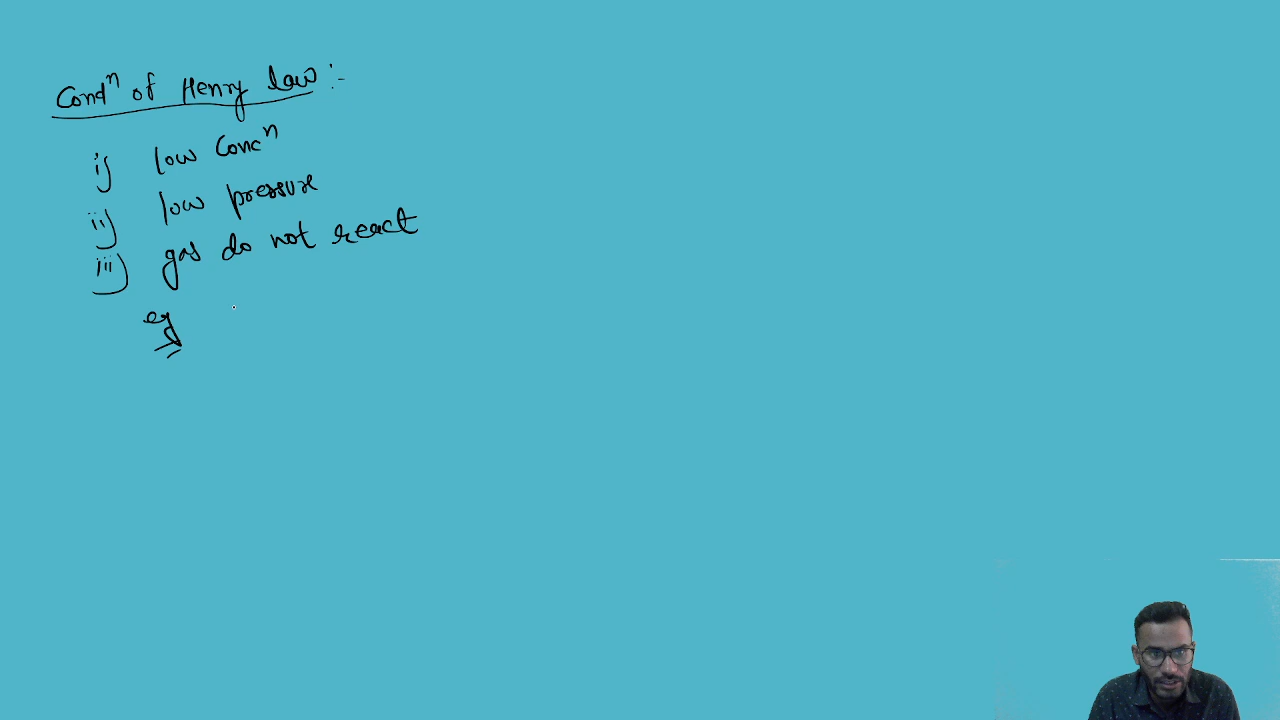 Condⁿ of Henry law :-
i) low Concⁿ
ii) low pressure
iii) gas do not react
eg